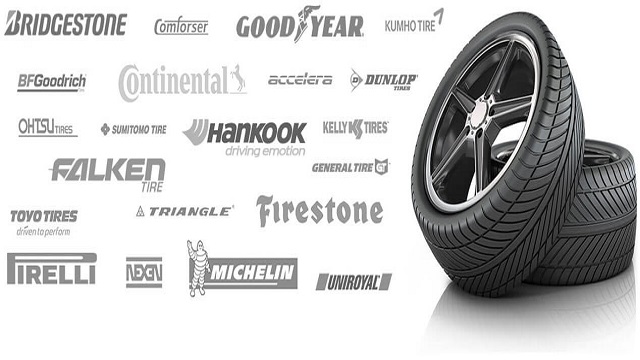 BRIDGESTONE
Comforser
GOODYEAR
KUMHO TIRE
BFGoodrich
Continental
accelera
DUNLOP
TIRES
OHTSU TIRES
SUMITOMO TIRE
HANKOOK
driving emotion
KELLY TIRES
FALKEN
TIRE
GENERAL TIRE
TOYO TIRES
driven to perform
TRIANGLE
Firestone
PIRELLI
NEXEN
MICHELIN
UNIROYAL